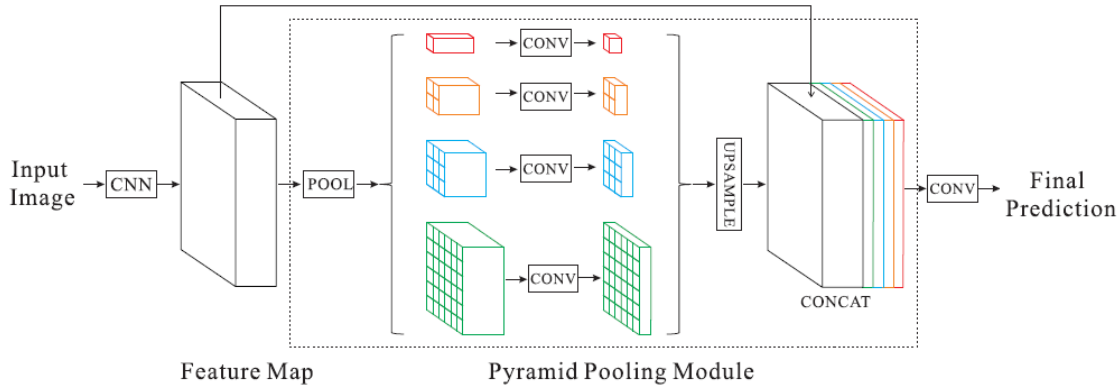 Input
Image
CNN
POOL
CONV
CONV
CONV
CONV
UPSAMPLE
CONCAT
CONV
Final
Prediction
Feature Map
Pyramid Pooling Module